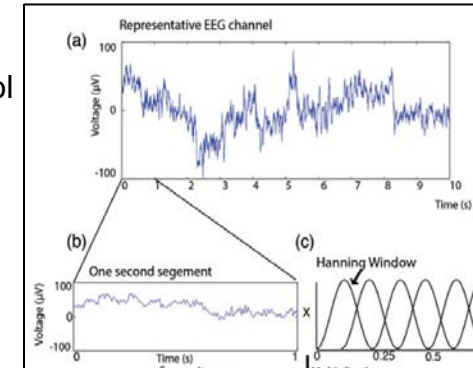 ol
Representative EEG channel
(a)
100
0
-100
Voltage (µV)
0 1 2 3 4 5 6 7 8 9 10
Time (s)
(b)
One second segement
100
0
-100
Voltage (µV)
0 1
Time (s)
(c)
Hanning Window
X
0 0.25 0.5